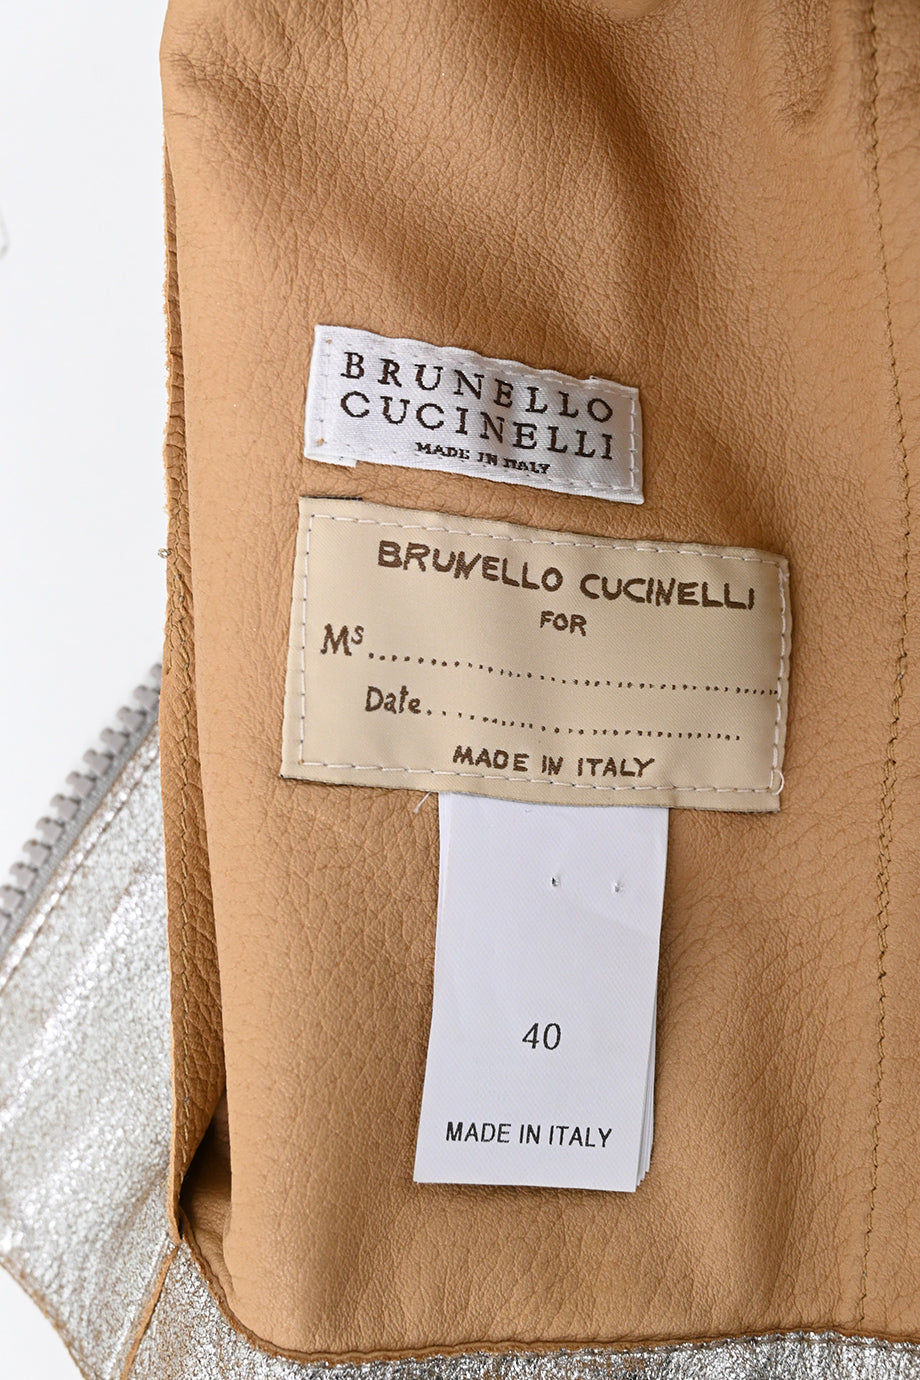 BRUNELLO
CUCINELLI
MADE IN ITALY
BRUNELLO CUCINELLI
FOR
Ms........................................
Date..............................
MADE IN ITALY
40
MADE IN ITALY